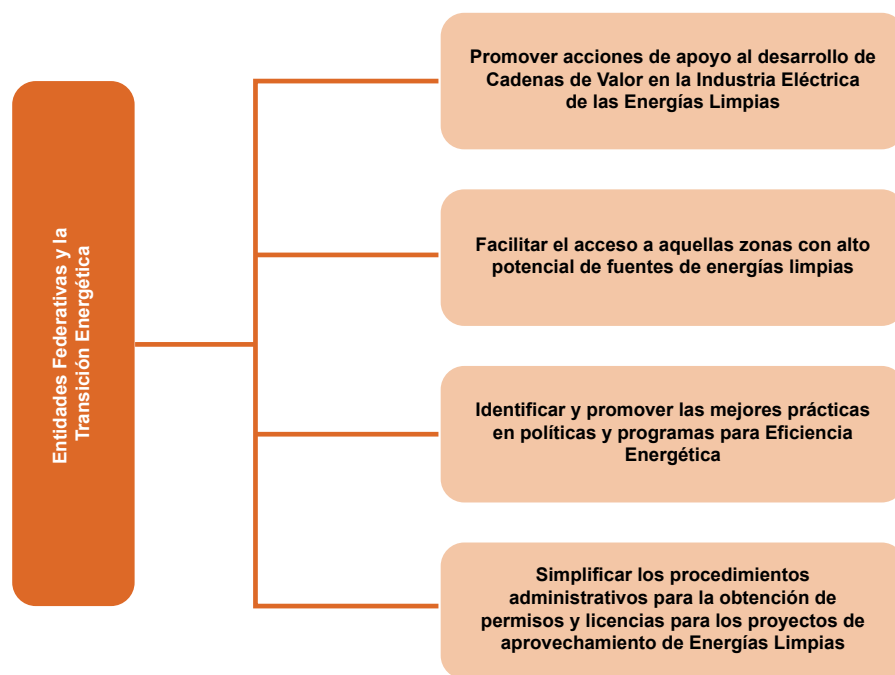 Entidades Federativas y la
Transición Energética
Promover acciones de apoyo al desarrollo de
Cadenas de Valor en la Industria Eléctrica
de las Energías Limpias
Facilitar el acceso a aquellas zonas con alto
potencial de fuentes de energías limpias
Identificar y promover las mejores prácticas
en políticas y programas para Eficiencia
Energética
Simplificar los procedimientos
administrativos para la obtención de
permisos y licencias para los proyectos de
aprovechamiento de Energías Limpias